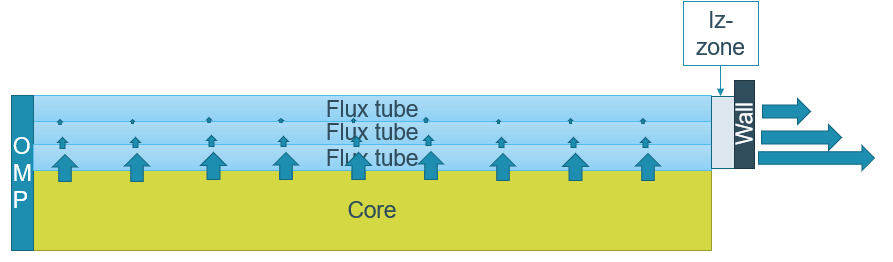 Iz-
zone
Flux tube
Flux tube
Flux tube
O
M
P
Core
Wall